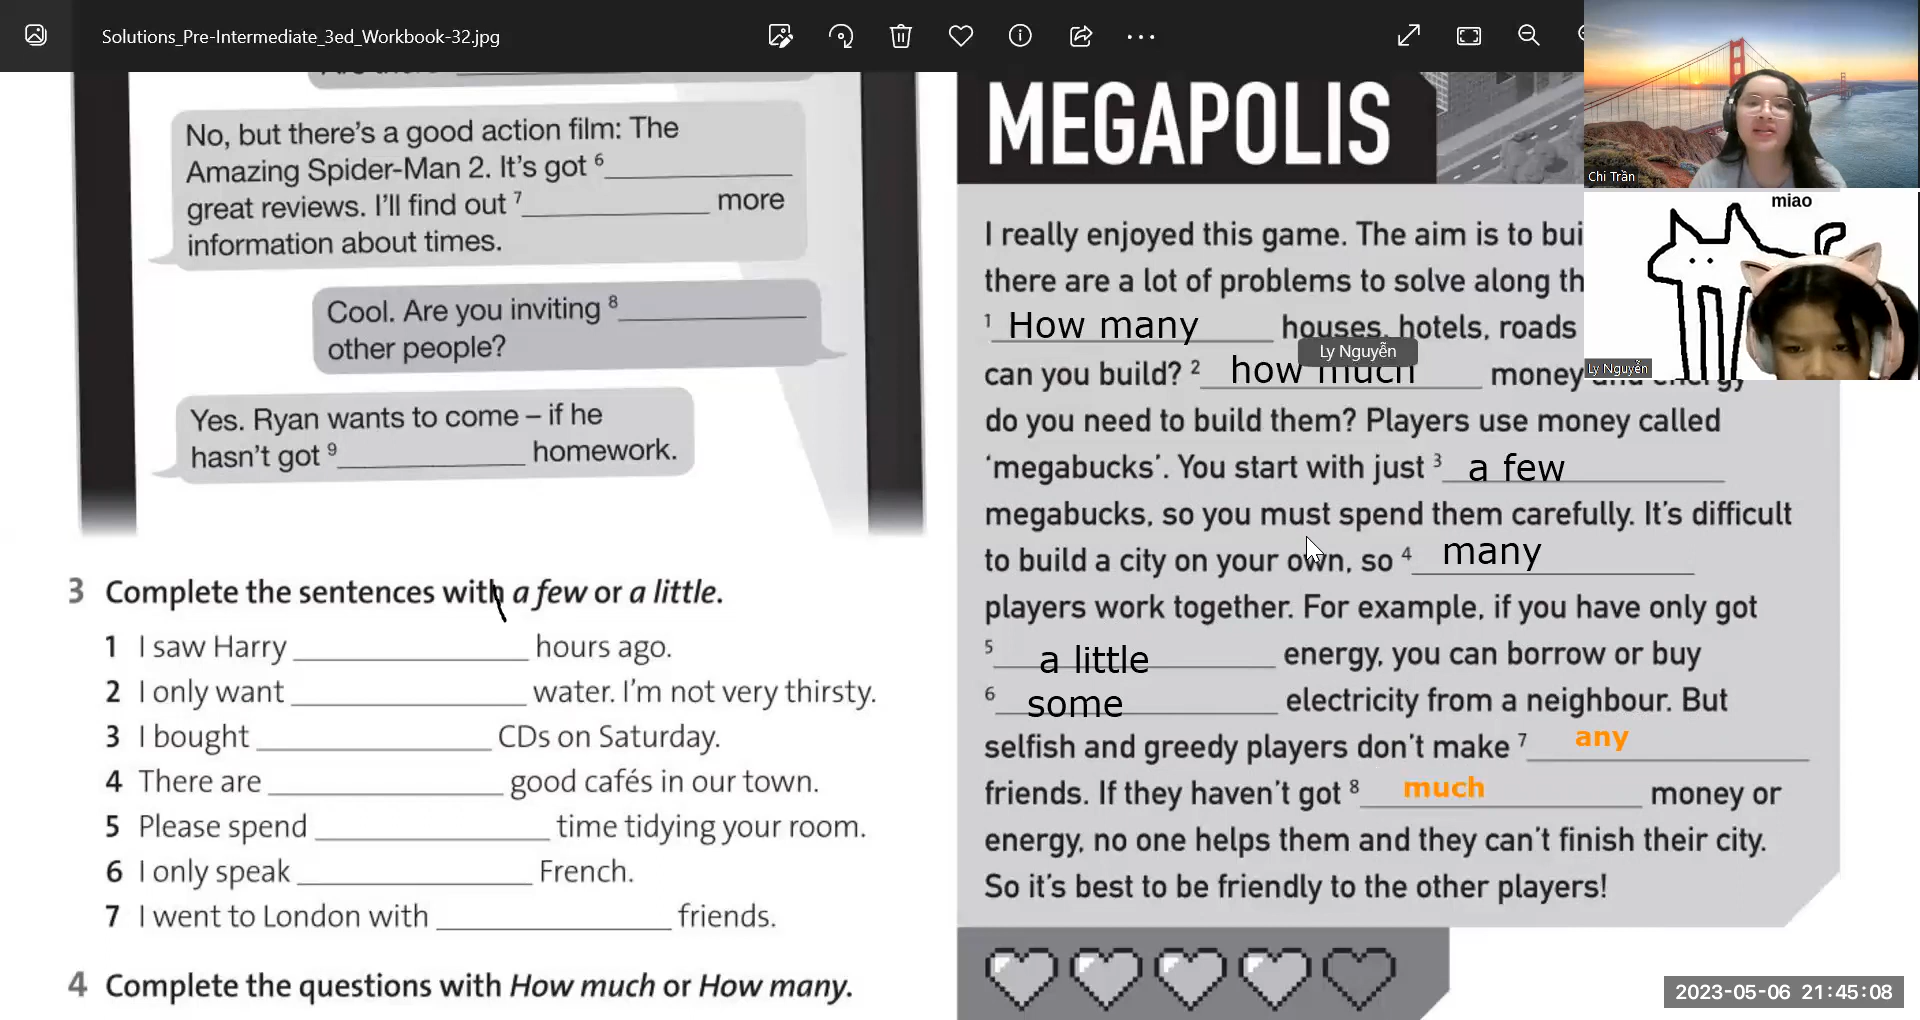 Solutions_Pre-Intermediate_3ed_Workbook-32.jpg
No, but there's a good action film: The
Amazing Spider-Man 2. It's got 6 ____________
great reviews. I'll find out 7 ____________ more
information about times.
Cool. Are you inviting 8 ____________
other people?
Yes. Ryan wants to come – if he
hasn't got 9 ____________ homework.
3 Complete the sentences with a few or a little.
1 I saw Harry ____________ hours ago.
2 I only want ____________ water. I'm not very thirsty.
3 I bought ____________ CDs on Saturday.
4 There are ____________ good cafés in our town.
5 Please spend ____________ time tidying your room.
6 I only speak ____________ French.
7 I went to London with ____________ friends.
4 Complete the questions with How much or How many.
MEGAPOLIS
I really enjoyed this game. The aim is to bui
there are a lot of problems to solve along th
1 How many houses, hotels, roads
can you build? 2 how much money and energy
do you need to build them? Players use money called
'megabucks'. You start with just 3 a few
megabucks, so you must spend them carefully. It's difficult
to build a city on your own, so 4 many
players work together. For example, if you have only got
5 a little energy, you can borrow or buy
6 some electricity from a neighbour. But
selfish and greedy players don't make 7 any
friends. If they haven't got 8 much money or
energy, no one helps them and they can't finish their city.
So it's best to be friendly to the other players!
Ly Nguyễn
Chi Trần
miao
Ly Nguyễn
2023-05-06 21:45:08